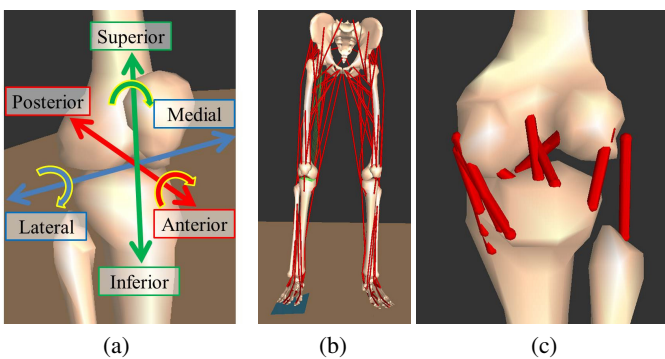 Superior
Posterior
Medial
Lateral
Anterior
Inferior
(a)
(b)
(c)